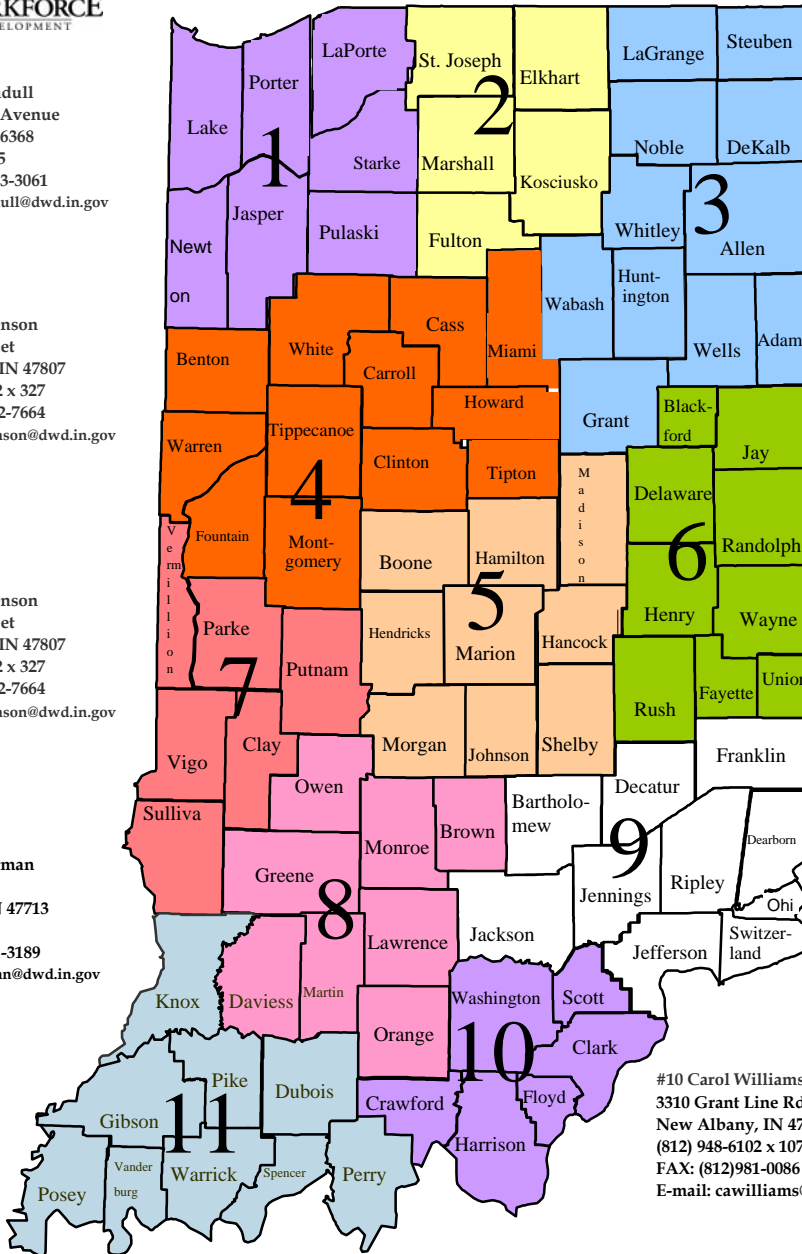 RKFORCE
ELOPMENT
dull
Avenue
6368
5
3-3061
ull@dwd.in.gov
nson
et
IN 47807
2 x 327
2-7664
nson@dwd.in.gov
nson
et
IN 47807
2 x 327
2-7664
nson@dwd.in.gov
man
N 47713
-3189
an@dwd.in.gov
LaPorte
St. Joseph
Elkhart
LaGrange
Steuben
Porter
Lake
1
2
Starke
Marshall
Kosciusko
Noble
DeKalb
Jasper
Newt
on
Pulaski
Fulton
Whitley
3
Allen
Wabash
Hunt-
ington
Wells
Adam
Benton
White
Cass
Miami
Carroll
Howard
Grant
Black-
ford
Jay
Warren
Tippecanoe
Clinton
Tipton
Madison
Delaware
Randolph
4
Fountain
Mont-
gomery
Boone
Hamilton
6
Vermillion
Parke
Putnam
Hendricks
5
Marion
Hancock
Henry
Wayne
7
Rush
Fayette
Union
Vigo
Clay
Morgan
Johnson
Shelby
Franklin
Owen
Bartholo-
mew
Decatur
Sulliva
Monroe
Brown
9
Dearborn
Greene
8
Jennings
Ripley
Ohi
Lawrence
Jackson
Jefferson
Switzer-
land
Knox
Daviess
Martin
Orange
Washington
Scott
10
Clark
Pike
Dubois
Gibson
11
Crawford
Floyd
Harrison
Posey
Vander
burg
Warrick
Spencer
Perry
#10 Carol Williams
3310 Grant Line Rd
New Albany, IN 47
(812) 948-6102 x 107
FAX: (812)981-0086
E-mail: cawilliams@